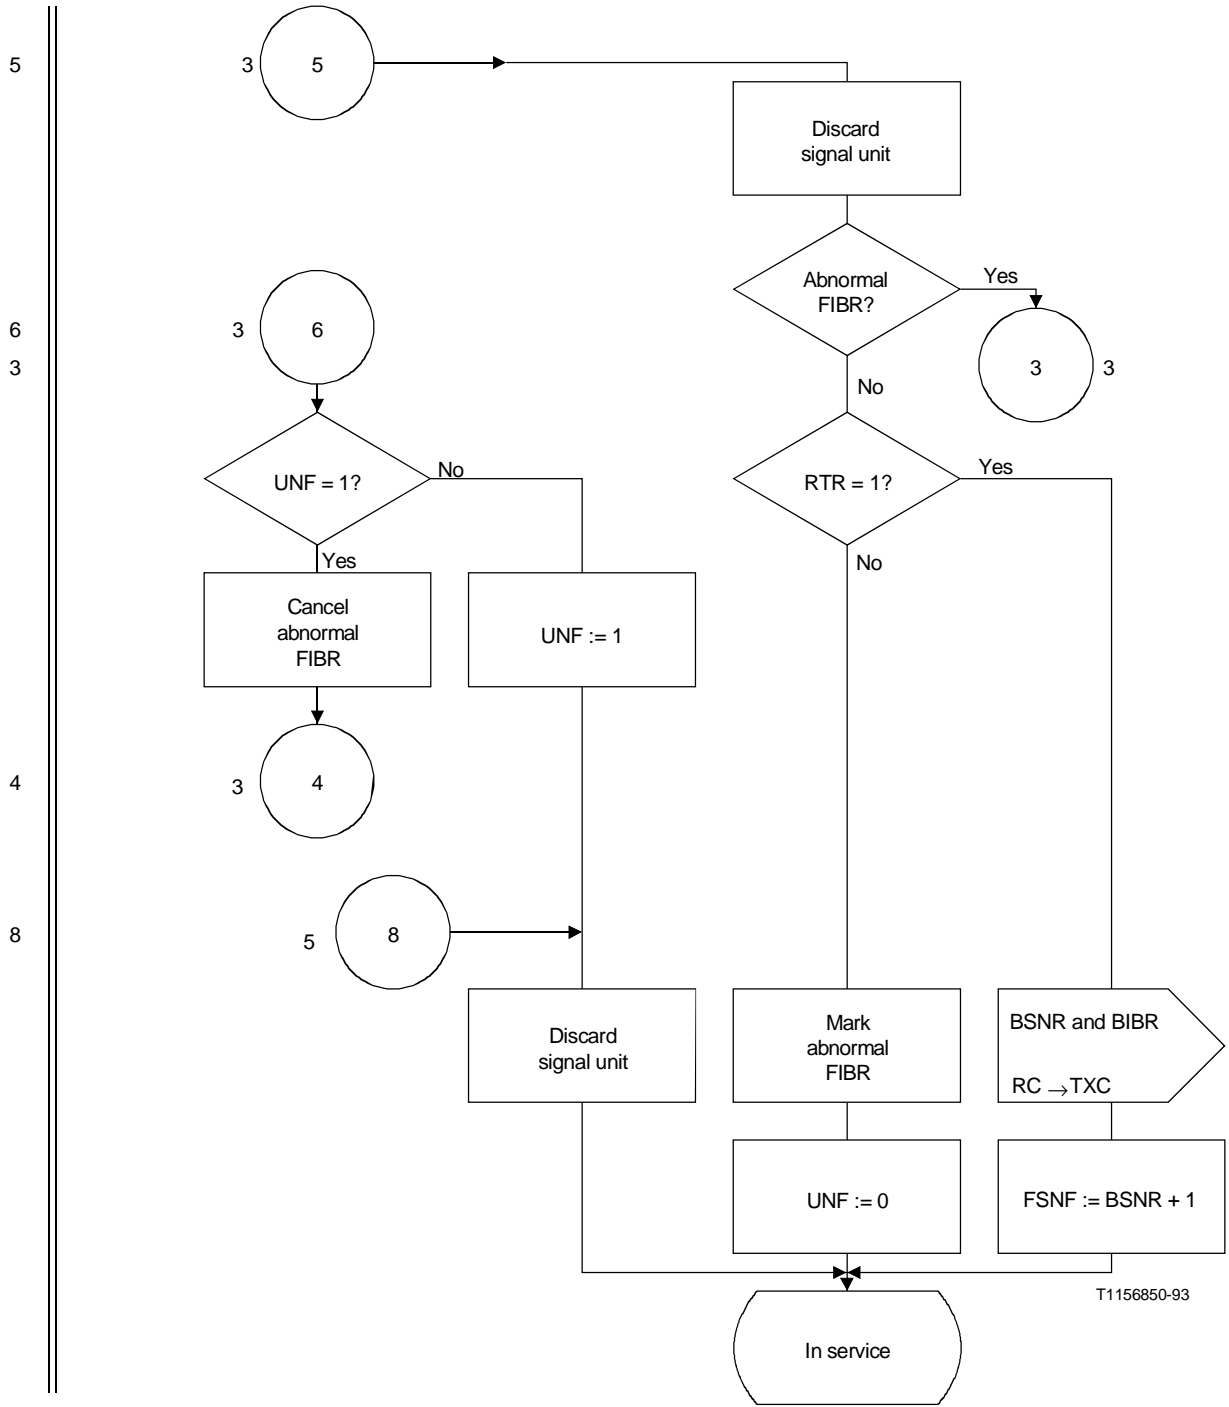 5
3
5
Discard
signal unit
Abnormal
FIBR?
Yes
6
3
6
3
3
3
No
UNF = 1?
No
RTR = 1?
Yes
Yes
No
Cancel
abnormal
FIBR
UNF := 1
4
3
4
8
5
8
Discard
signal unit
Mark
abnormal
FIBR
BSNR and BIBR
RC → TXC
UNF := 0
FSNF := BSNR + 1
T1156850-93
In service